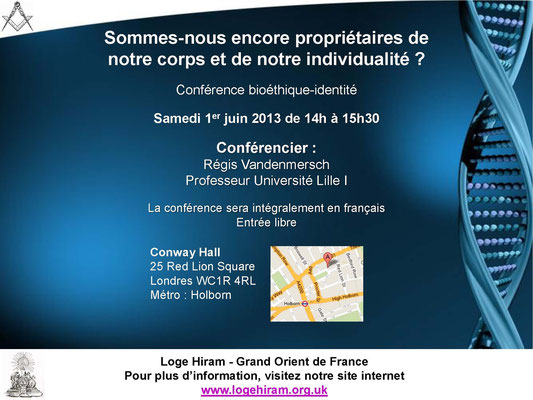 Sommes-nous encore propriétaires de
notre corps et de notre individualité ?
Conférence bioéthique-identité
Samedi 1er juin 2013 de 14h à 15h30
Conférencier :
Régis Vandenmersch
Professeur Université Lille I
La conférence sera intégralement en français
Entrée libre
Conway Hall
25 Red Lion Square
Londres WC1R 4RL
Métro : Holborn
A
Holborn
High Holborn
Loge Hiram - Grand Orient de France
Pour plus d'information, visitez notre site internet
www.logehiram.org.uk